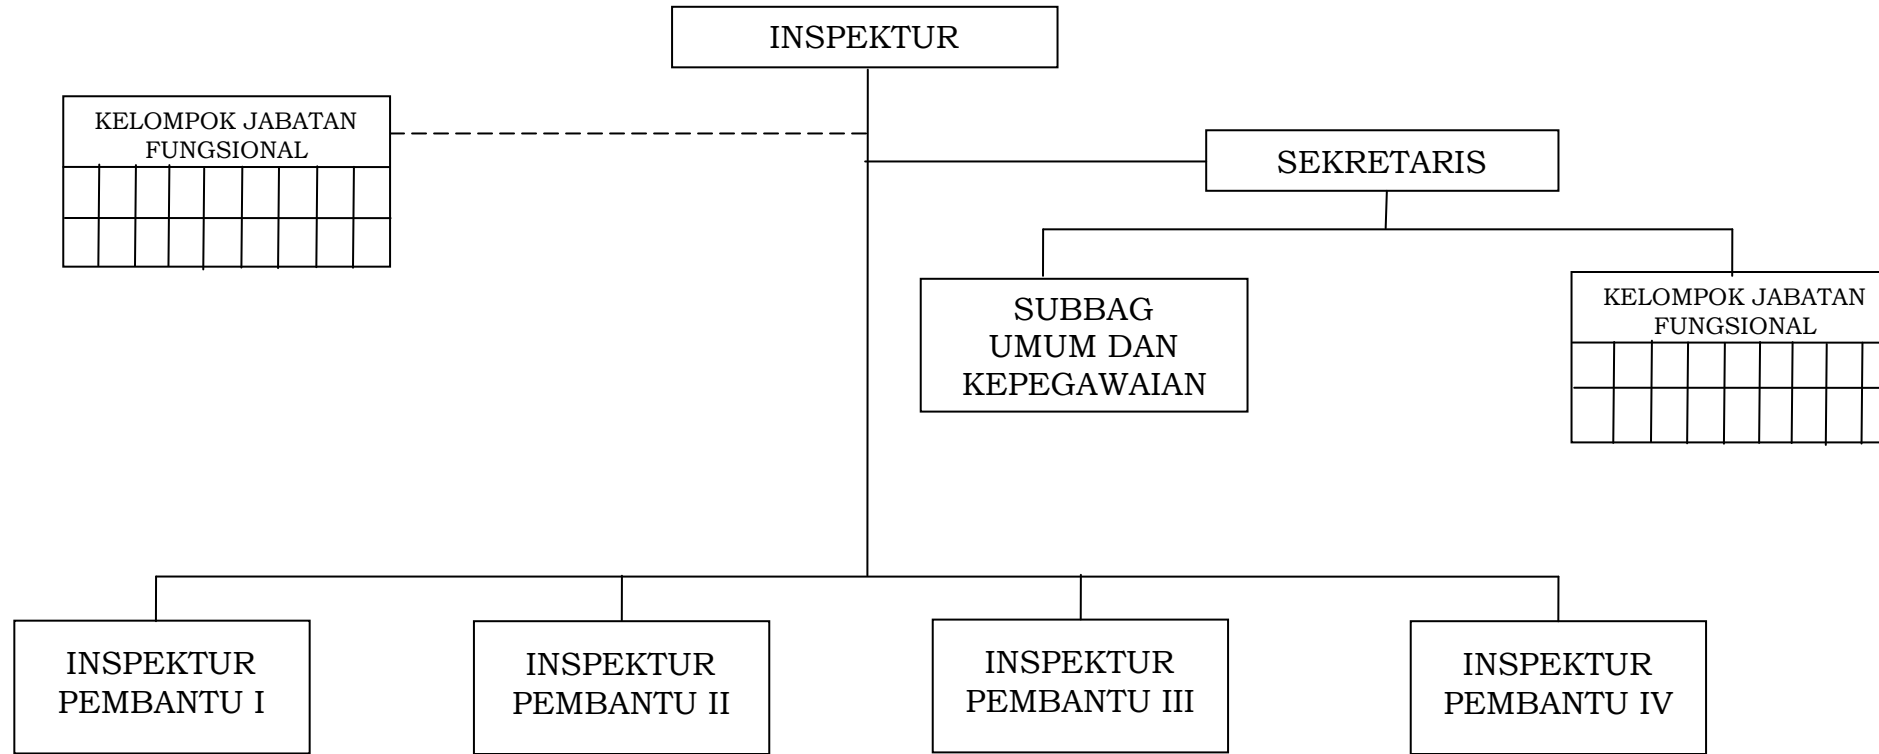 INSPEKTUR
KELOMPOK JABATAN
FUNGSIONAL
SEKRETARIS
SUBBAG
UMUM DAN
KEPEGAWAIAN
KELOMPOK JABATAN
FUNGSIONAL
INSPEKTUR
PEMBANTU I
INSPEKTUR
PEMBANTU II
INSPEKTUR
PEMBANTU III
INSPEKTUR
PEMBANTU IV